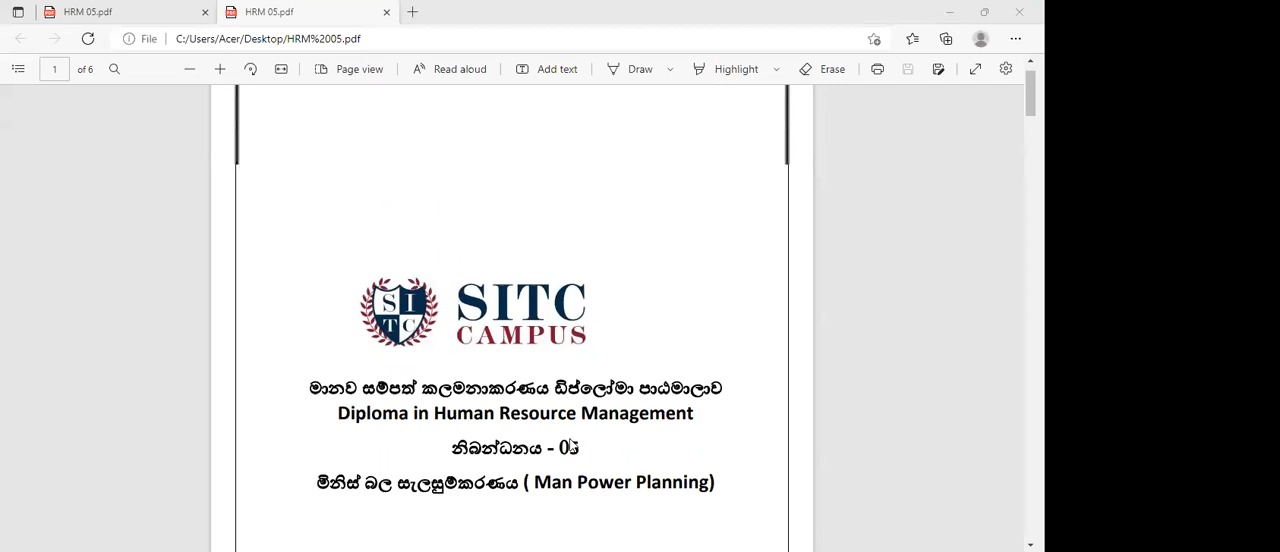 HRM 05.pdf
HRM 05.pdf
File
C:/Users/Acer/Desktop/HRM%2005.pdf
1 of 6
Page view
Read aloud
Add text
Draw
Highlight
Erase
SITC
SITC
CAMPUS
මානව සම්පත් කලමනාකරණය ඩිප්ලෝමා පාඨමාලාව
Diploma in Human Resource Management
නිබන්ධනය -
මිනිස් බල සැලසුම්කරණය ( Man Power Planning)